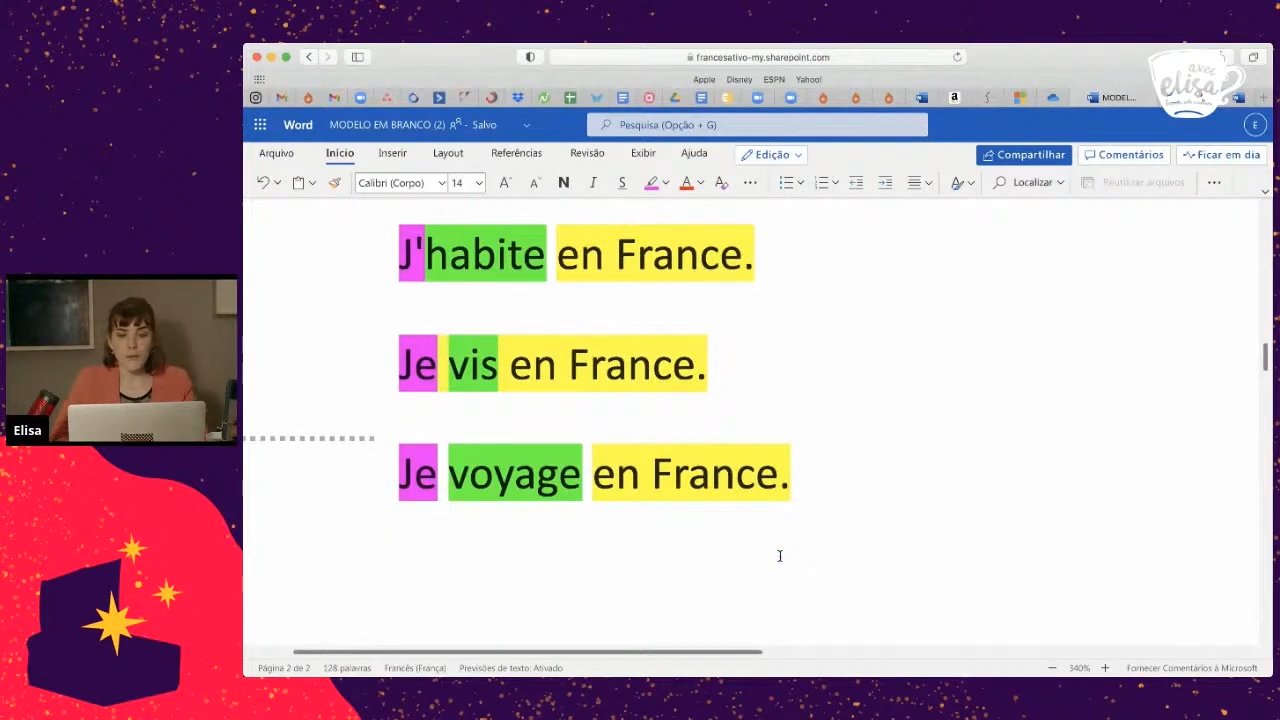 francesativo-my.sharepoint.com
Apple Disney ESPN Yahoo!
MODEL...
avec
elisa
Word MODELO EM BRANCO (2) - Salvo Pesquisa (Opção + G) E
Arquivo Início Inserir Layout Referências Revisão Exibir Ajuda Edição Compartilhar Comentários Ficar em dia
Calibri (Corpo) 14 N I S Localizar Reutilizar arquivos
J'habite en France.
Je vis en France.
Je voyage en France.
Elisa
Página 2 de 2 128 palavras Francês (França) Previsões de texto: Ativado 340% Fornecer Comentários à Microsoft